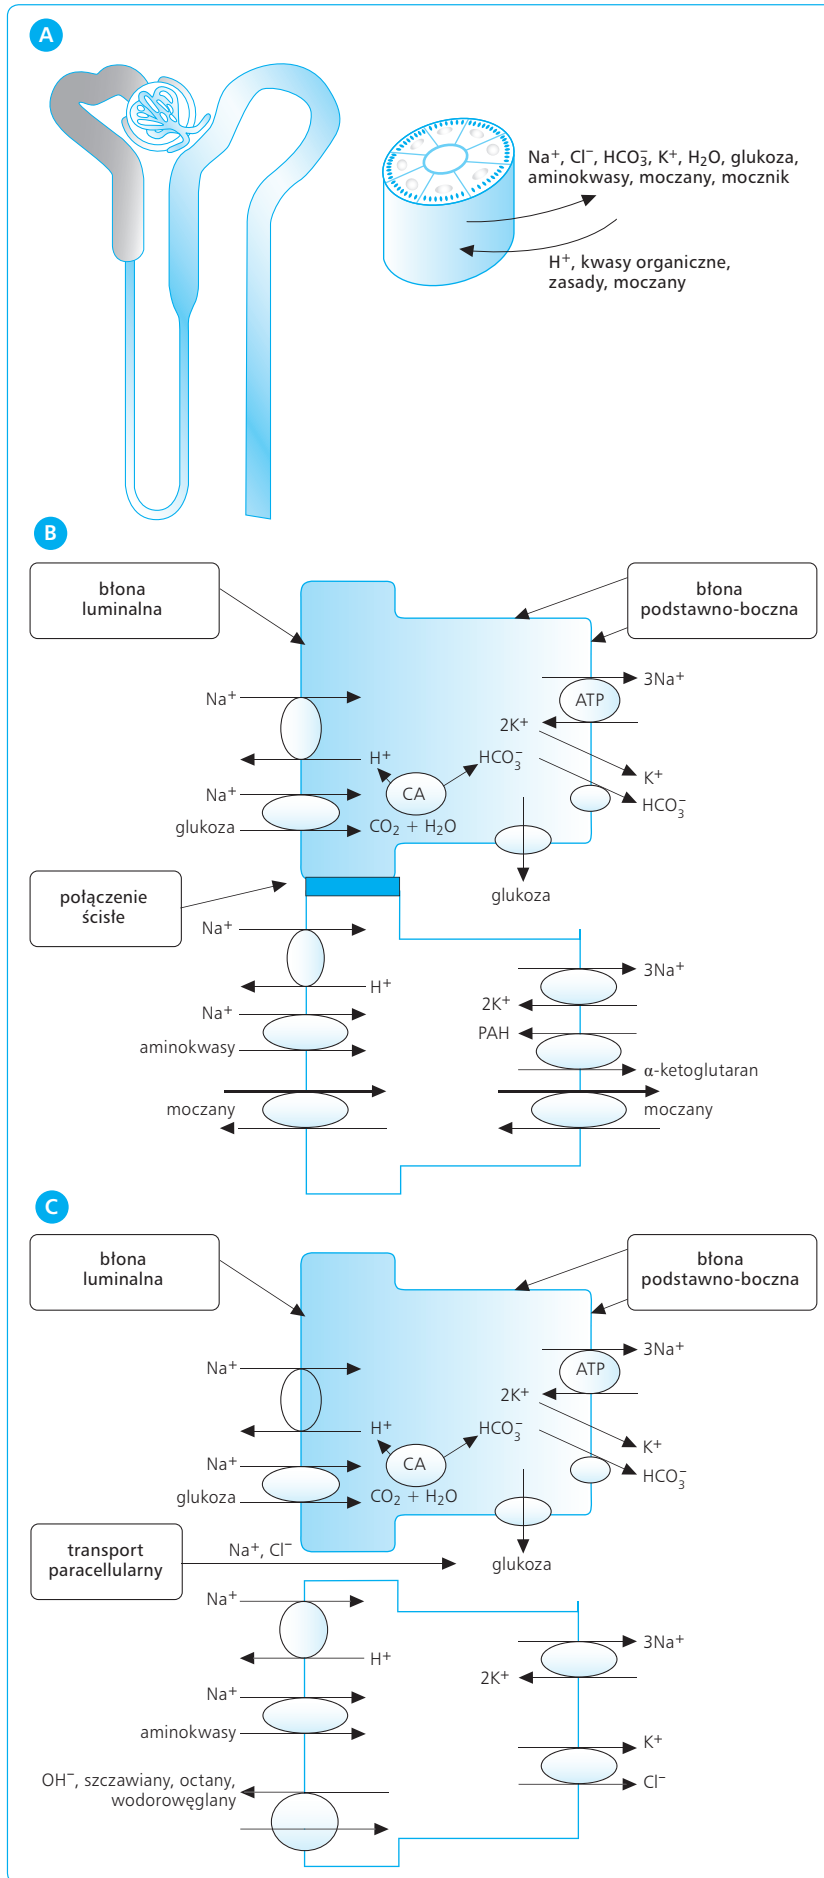 A
Na⁺, Cl⁻, HCO₃⁻, K⁺, H₂O, glukoza,
aminokwasy, moczany, mocznik
H⁺, kwasy organiczne,
zasady, moczany
B
błona
luminalna
błona
podstawno-boczna
Na⁺
3Na⁺
ATP
2K⁺
H⁺
HCO₃⁻
K⁺
Na⁺
CA
HCO₃⁻
glukoza
CO₂ + H₂O
glukoza
połączenie
ścisłe
Na⁺
3Na⁺
H⁺
2K⁺
Na⁺
PAH
aminokwasy
α-ketoglutaran
moczany
moczany
C
błona
luminalna
błona
podstawno-boczna
Na⁺
3Na⁺
ATP
2K⁺
H⁺
HCO₃⁻
K⁺
Na⁺
CA
HCO₃⁻
glukoza
CO₂ + H₂O
transport
paracellularny
Na⁺, Cl⁻
glukoza
Na⁺
3Na⁺
H⁺
2K⁺
Na⁺
aminokwasy
K⁺
OH⁻, szczawiany, octany,
wodorowęglany
Cl⁻